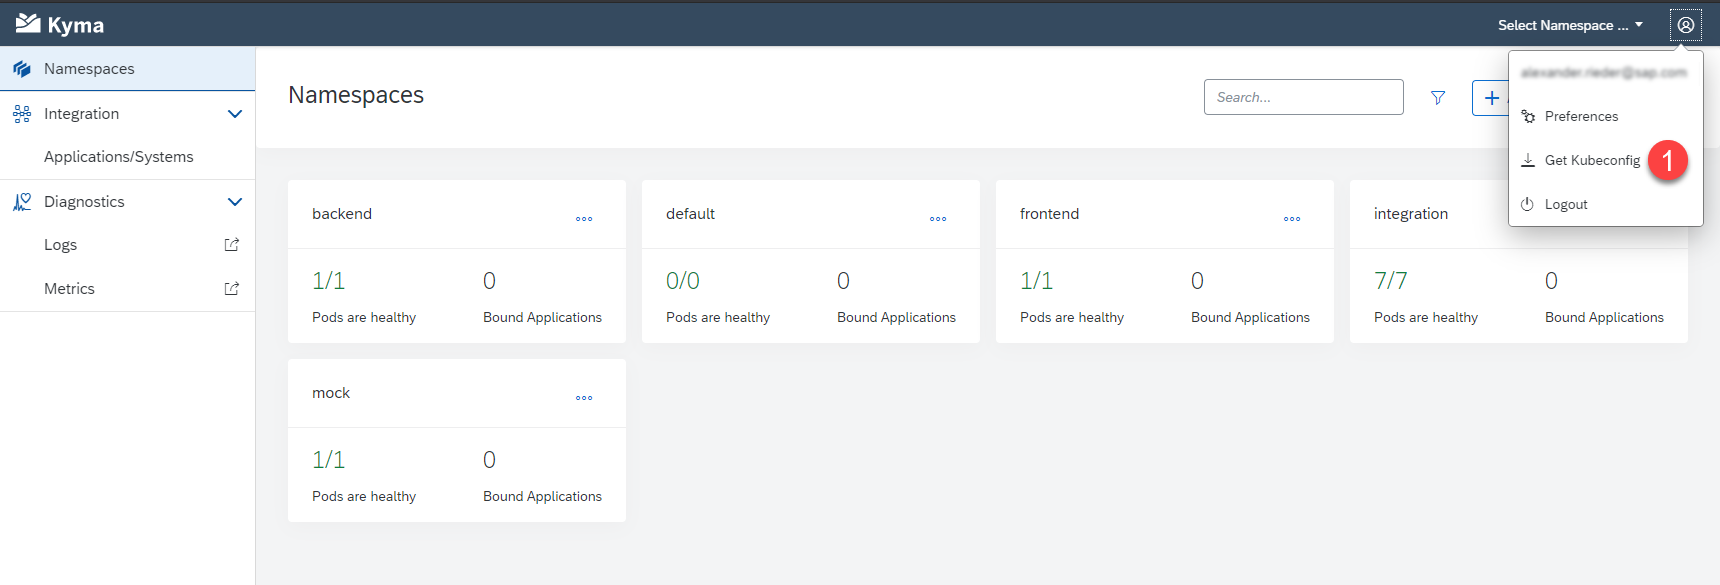 Kyma
Select Namespace ...
Namespaces
Integration
Applications/Systems
Diagnostics
Logs
Metrics
Namespaces
Search...
+
Preferences
Get Kubeconfig 1
Logout
backend
1/1 0
Pods are healthy Bound Applications
default
0/0 0
Pods are healthy Bound Applications
frontend
1/1 0
Pods are healthy Bound Applications
integration
7/7 0
Pods are healthy Bound Applications
mock
1/1 0
Pods are healthy Bound Applications